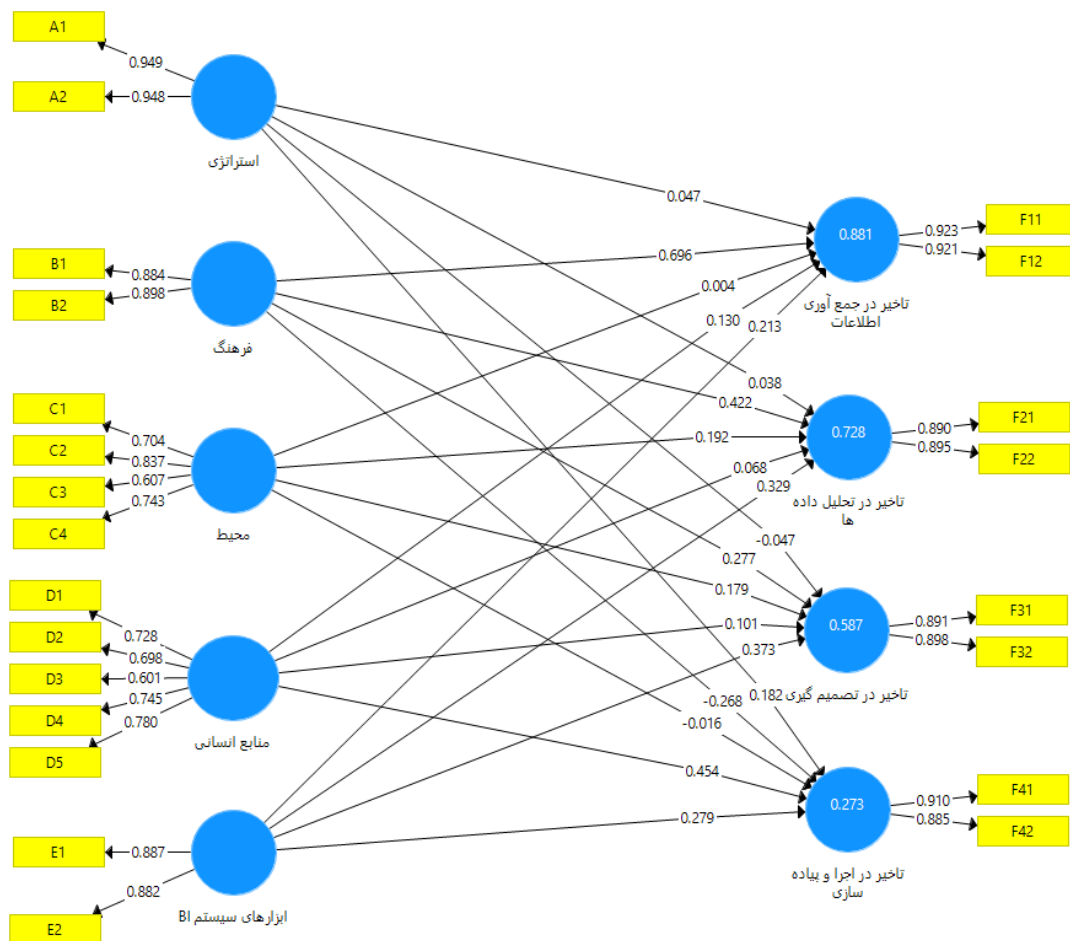 A1
0.949
A2
0.948
استراتژی
B1
0.884
B2
0.898
فرهنگ
C1
0.704
C2
0.837
C3
0.607
C4
0.743
محیط
D1
0.728
D2
0.698
D3
0.601
D4
0.745
D5
0.780
منابع انسانی
E1
0.887
E2
0.882
ابزارهای سیستم BI
0.047
0.696
0.004
0.130
0.213
0.038
0.422
0.192
0.068
0.329
-0.047
0.277
0.179
0.101
0.373
0.182
-0.268
-0.016
0.454
0.279
0.881
تاخیر در جمع آوری
اطلاعات
0.923
F11
0.921
F12
0.728
تاخیر در تحلیل داده
ها
0.890
F21
0.895
F22
0.587
تاخیر در تصمیم گیری
0.891
F31
0.898
F32
0.273
تاخیر در اجرا و پیاده
سازی
0.910
F41
0.885
F42